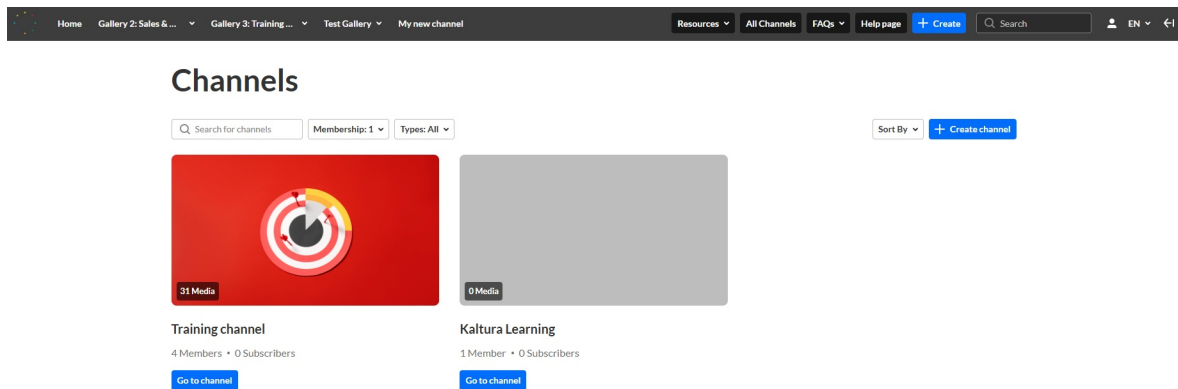 Home Gallery 2: Sales & ... Gallery 3: Training ... Test Gallery My new channel Resources All Channels FAQs Help page + Create Search EN
Channels
Search for channels Membership: 1 Types: All Sort By + Create channel
31 Media 0 Media
Training channel Kaltura Learning
4 Members • 0 Subscribers 1 Member • 0 Subscribers
Go to channel Go to channel